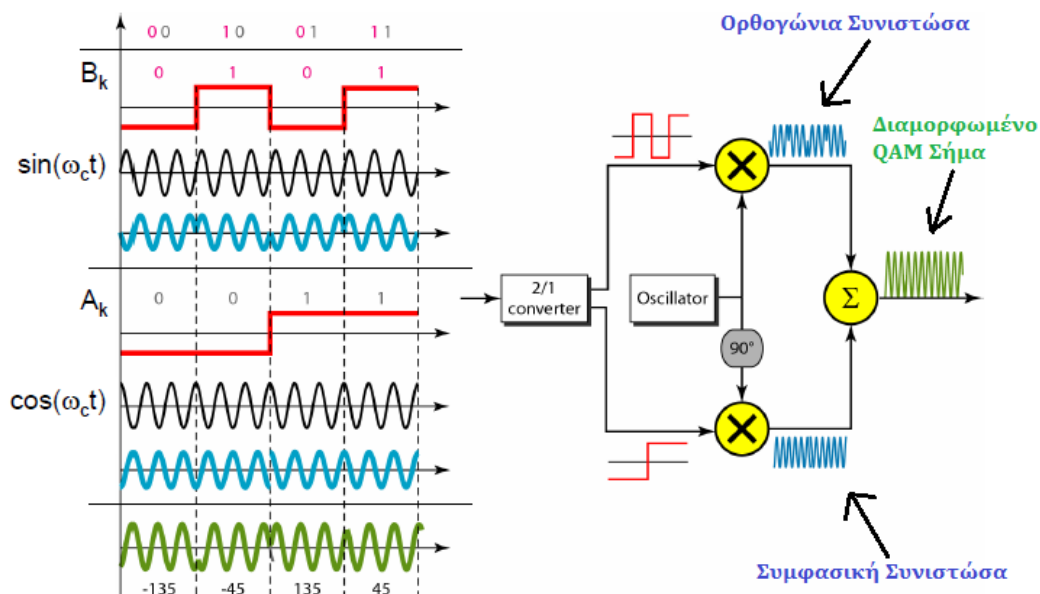 00 10 01 11
Bk 0 1 0 1
sin(ωct)
Ak 0 0 1 1
cos(ωct)
-135 -45 135 45
Ορθογώνια Συνιστώσα
Διαμορφωμένο
QAM Σήμα
2/1
converter
Oscillator
90°
Σ
Συμφασική Συνιστώσα